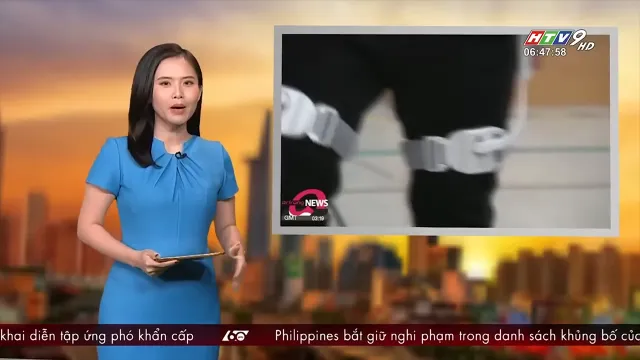 HTV9 HD
06:47:58
NEWS
GMT 03:19
khai diễn tập ứng phó khẩn cấp
Philippines bắt giữ nghi phạm trong danh sách khủng bố củ